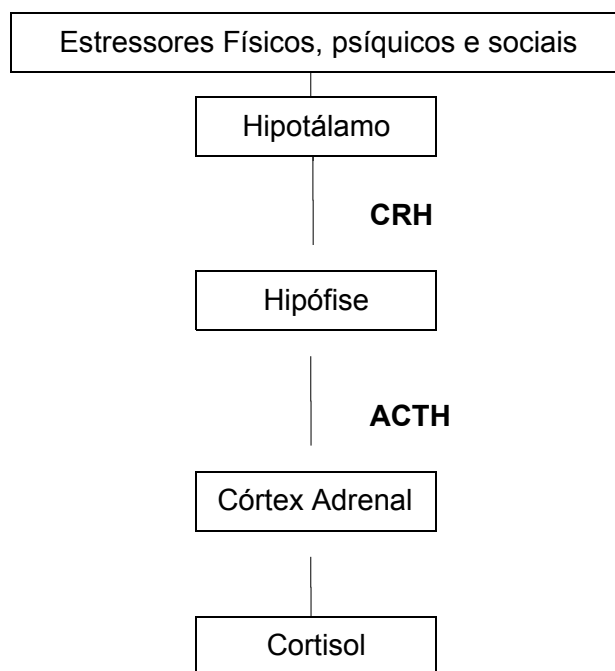 Estressores Físicos, psíquicos e sociais
Hipotálamo
CRH
Hipófise
ACTH
Córtex Adrenal
Cortisol